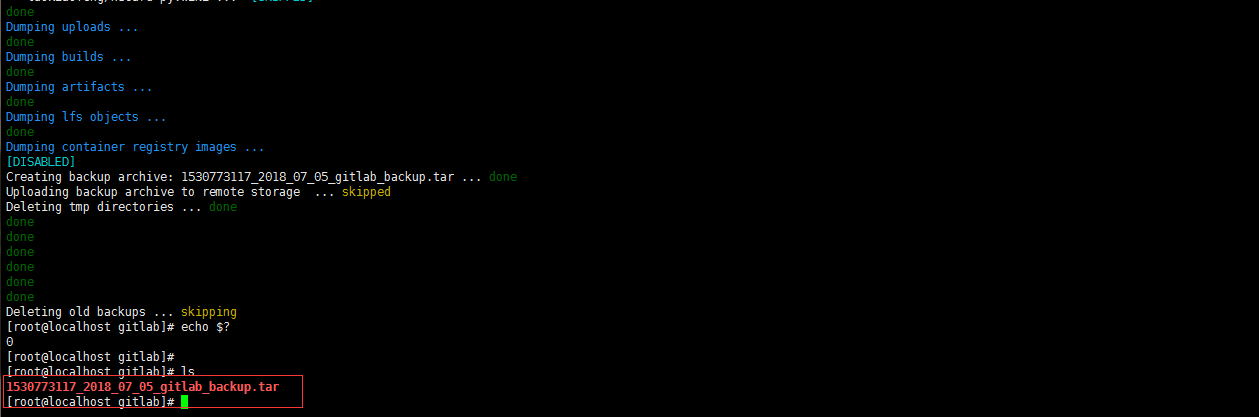 done
Dumping uploads ...
done
Dumping builds ...
done
Dumping artifacts ...
done
Dumping lfs objects ...
done
Dumping container registry images ...
[DISABLED]
Creating backup archive: 1530773117_2018_07_05_gitlab_backup.tar ... done
Uploading backup archive to remote storage  ... skipped
Deleting tmp directories ... done
done
done
done
done
done
done
Deleting old backups ... skipping
[root@localhost gitlab]# echo $?
0
[root@localhost gitlab]#
[root@localhost gitlab]# ls
1530773117_2018_07_05_gitlab_backup.tar
[root@localhost gitlab]#